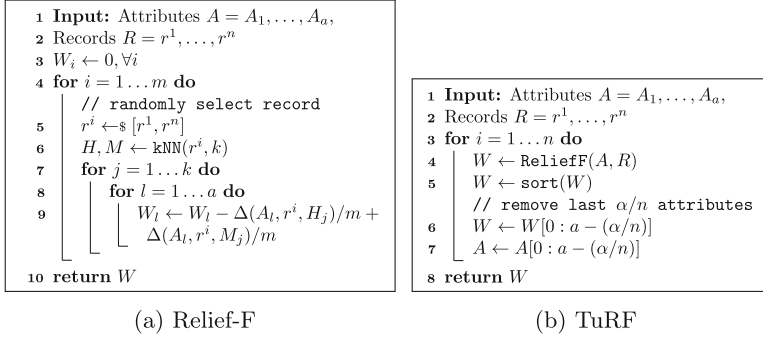 1 Input: Attributes A = A₁, . . . , Aₐ,
2 Records R = r¹, . . . , rⁿ
3 Wᵢ ← 0, ∀i
4 for i = 1 . . . m do
// randomly select record
5 rⁱ ←$ [r¹, rⁿ]
6 H, M ← kNN(rⁱ, k)
7 for j = 1 . . . k do
8 for l = 1 . . . a do
9 Wₗ ← Wₗ − Δ(Aₗ, rⁱ, Hⱼ)/m +
Δ(Aₗ, rⁱ, Mⱼ)/m
10 return W
(a) Relief-F
1 Input: Attributes A = A₁, . . . , Aₐ,
2 Records R = r¹, . . . , rⁿ
3 for i = 1 . . . n do
4 W ← ReliefF(A, R)
5 W ← sort(W)
// remove last α/n attributes
6 W ← W[0 : a − (α/n)]
7 A ← A[0 : a − (α/n)]
8 return W
(b) TuRF